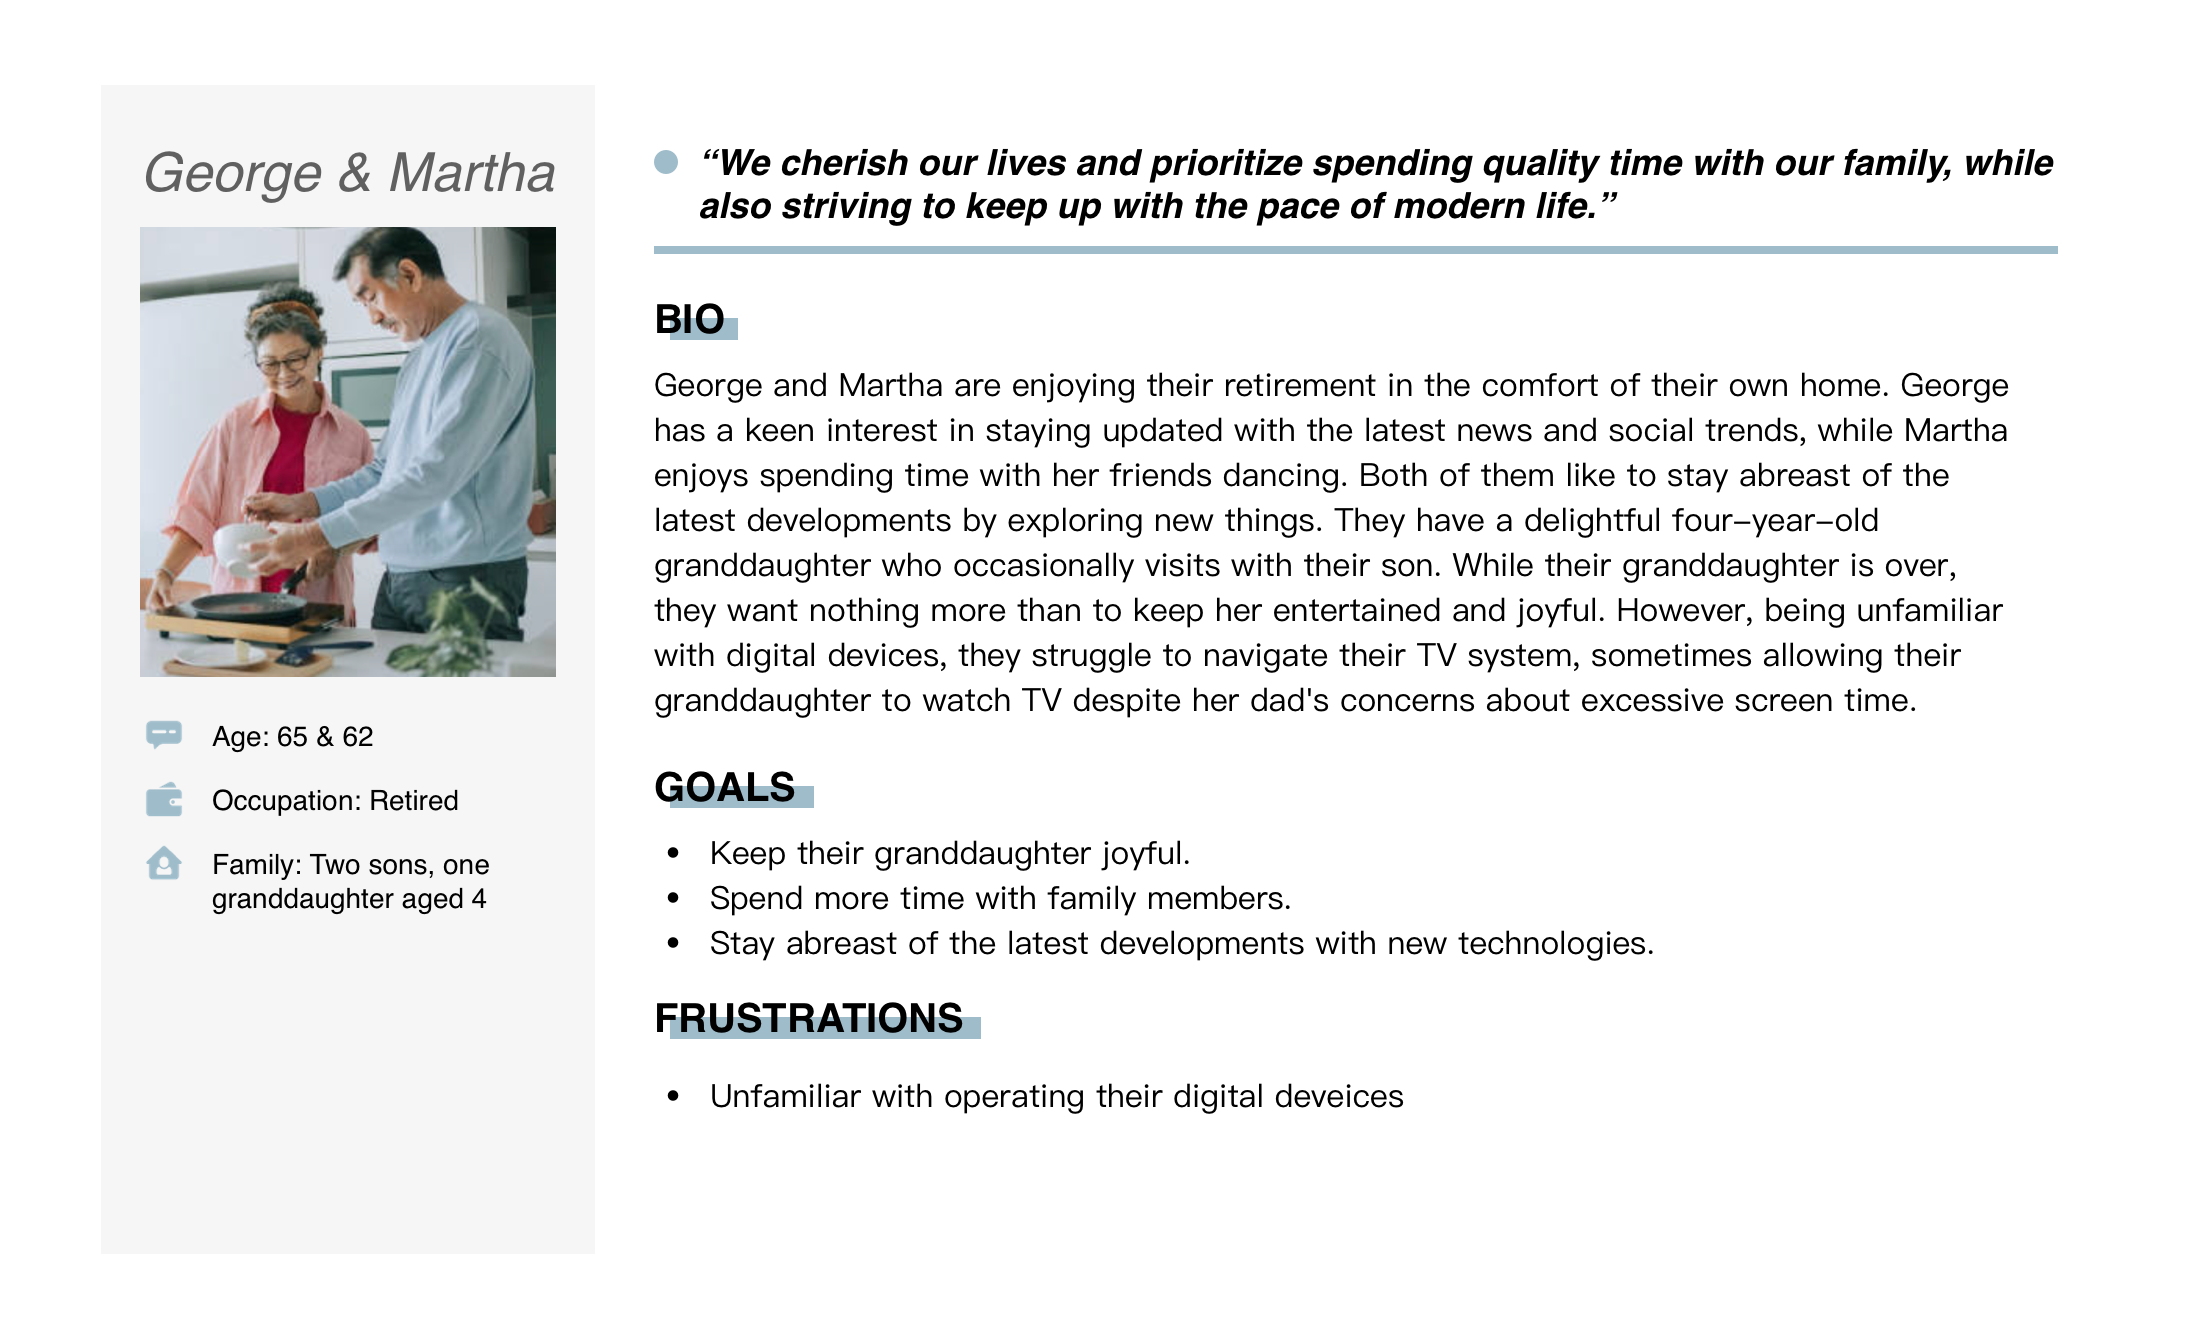 George & Martha
Age: 65 & 62
Occupation: Retired
Family: Two sons, one
granddaughter aged 4
“We cherish our lives and prioritize spending quality time with our family, while
also striving to keep up with the pace of modern life.”
BIO
George and Martha are enjoying their retirement in the comfort of their own home. George
has a keen interest in staying updated with the latest news and social trends, while Martha
enjoys spending time with her friends dancing. Both of them like to stay abreast of the
latest developments by exploring new things. They have a delightful four–year–old
granddaughter who occasionally visits with their son. While their granddaughter is over,
they want nothing more than to keep her entertained and joyful. However, being unfamiliar
with digital devices, they struggle to navigate their TV system, sometimes allowing their
granddaughter to watch TV despite her dad's concerns about excessive screen time.
GOALS
• Keep their granddaughter joyful.
• Spend more time with family members.
• Stay abreast of the latest developments with new technologies.
FRUSTRATIONS
• Unfamiliar with operating their digital deveices